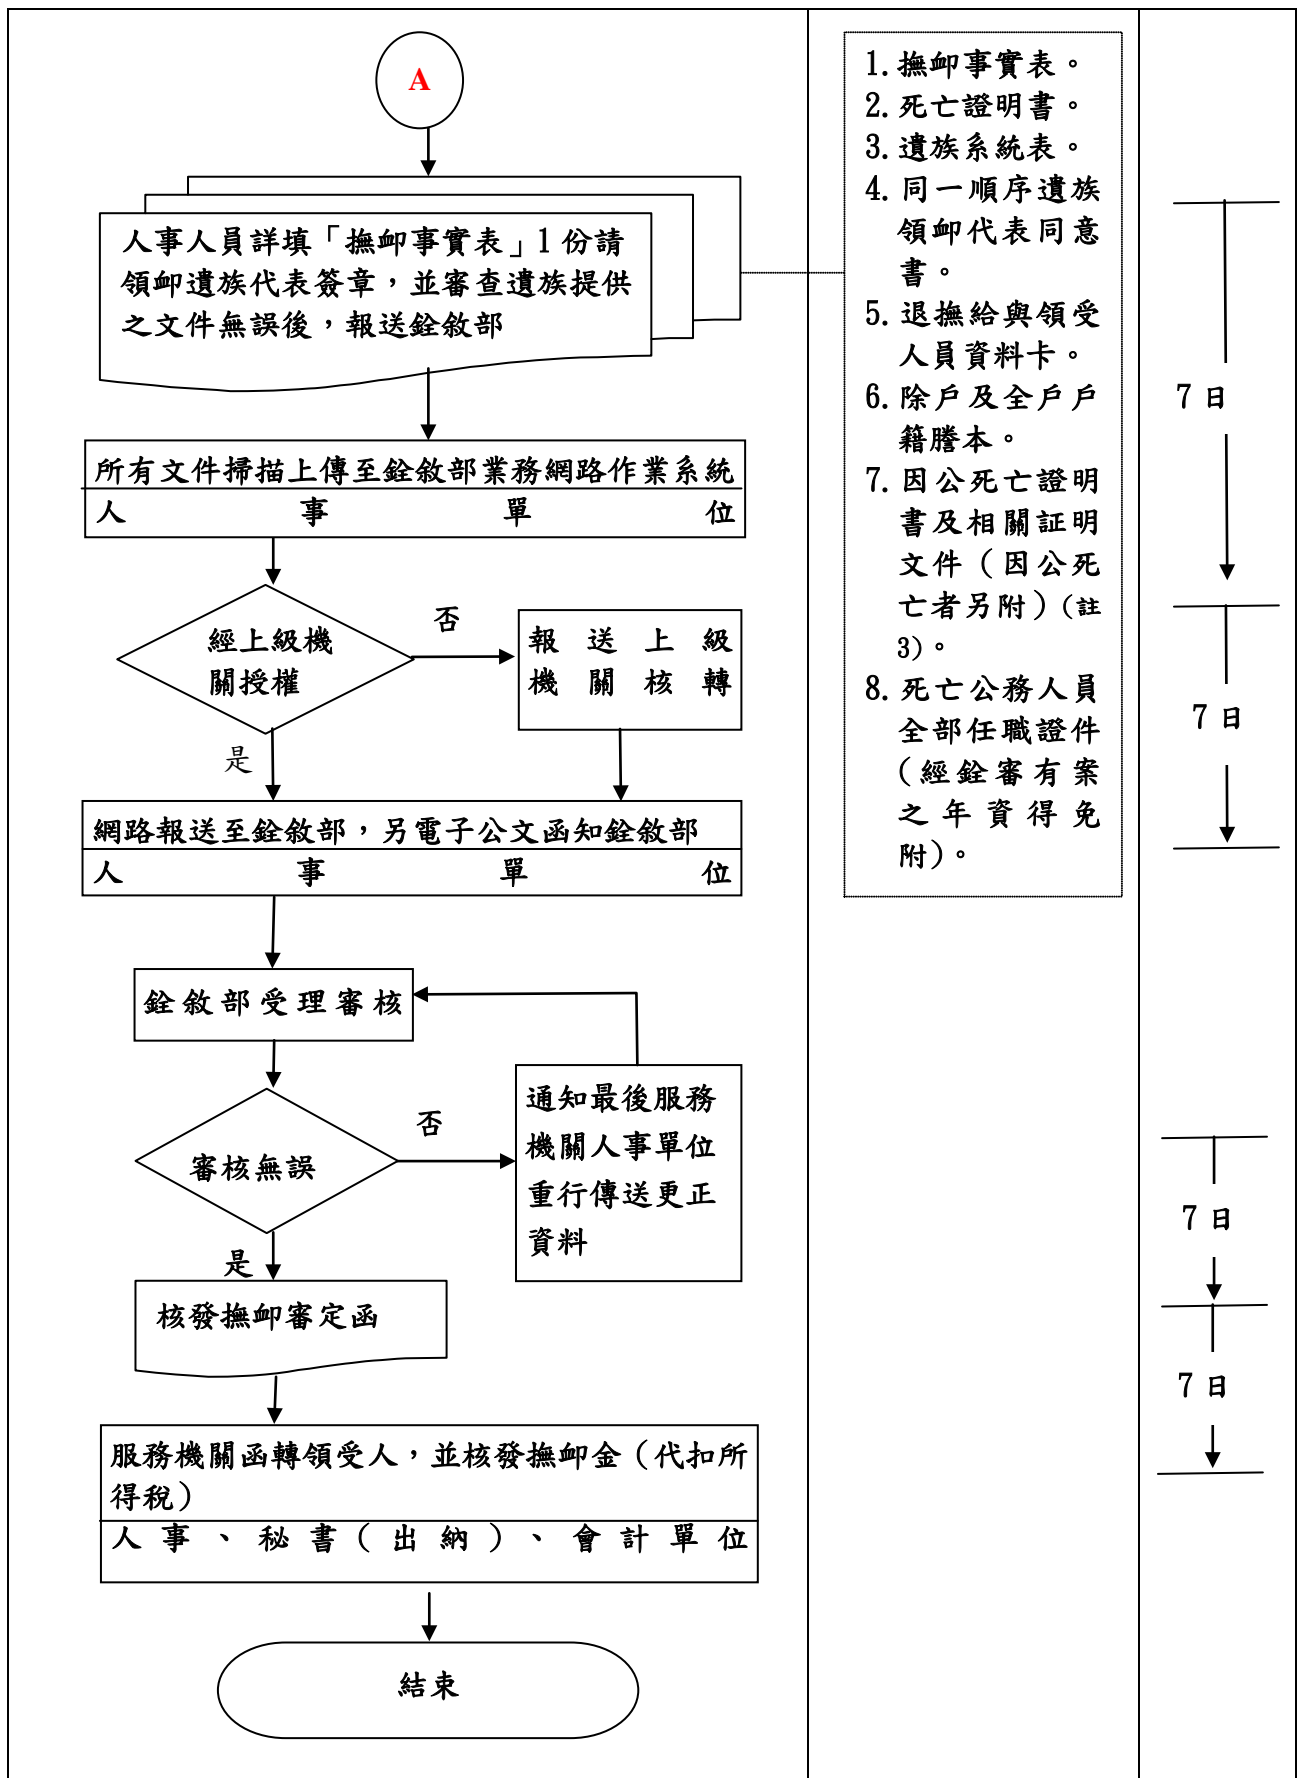 A
人事人員詳填「撫卹事實表」1 份請
領卹遺族代表簽章，並審查遺族提供
之文件無誤後，報送銓敘部
所有文件掃描上傳至銓敘部業務網路作業系統
人事單位
經上級機
關授權
否
報送上級
機關核轉
是
網路報送至銓敘部，另電子公文函知銓敘部
人事單位
銓敘部受理審核
審核無誤
否
通知最後服務
機關人事單位
重行傳送更正
資料
是
核發撫卹審定函
服務機關函轉領受人，並核發撫卹金（代扣所
得稅）
人事、秘書(出納)、會計單位
結束
1. 撫卹事實表。
2. 死亡證明書。
3. 遺族系統表。
4. 同一順序遺族
領卹代表同意
書。
5. 退撫給與領受
人員資料卡。
6. 除戶及全戶戶
籍謄本。
7. 因公死亡證明
書及相關証明
文件（因公死
亡者另附）(註
3)。
8. 死亡公務人員
全部任職證件
(經銓審有案
之年資得免
附)。
7 日
7 日
7 日
7 日